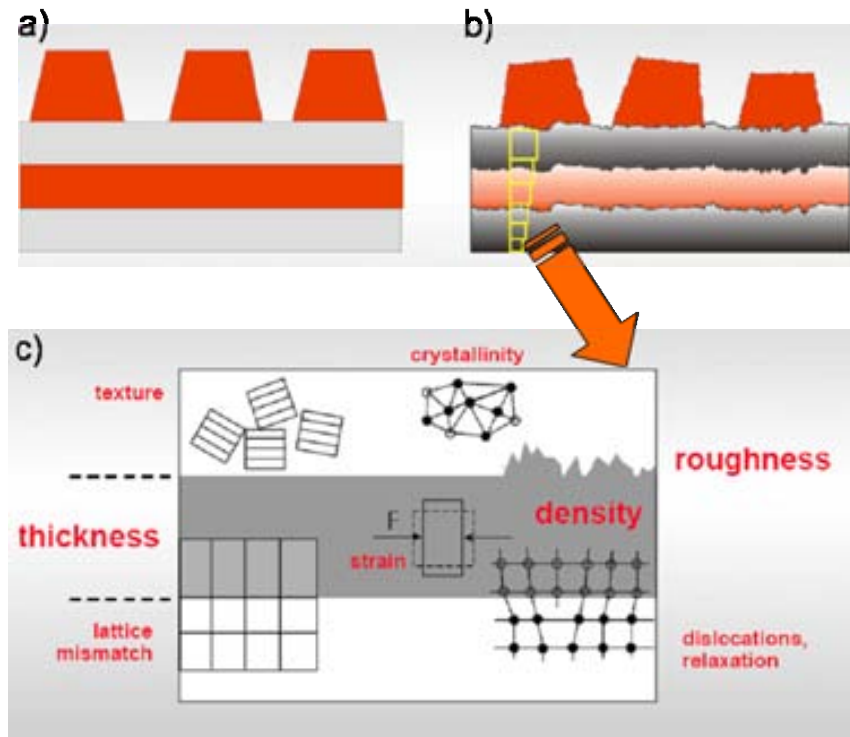 a)
b)
c)
crystallinity
texture
roughness
thickness
F
density
strain
lattice
mismatch
dislocations,
relaxation